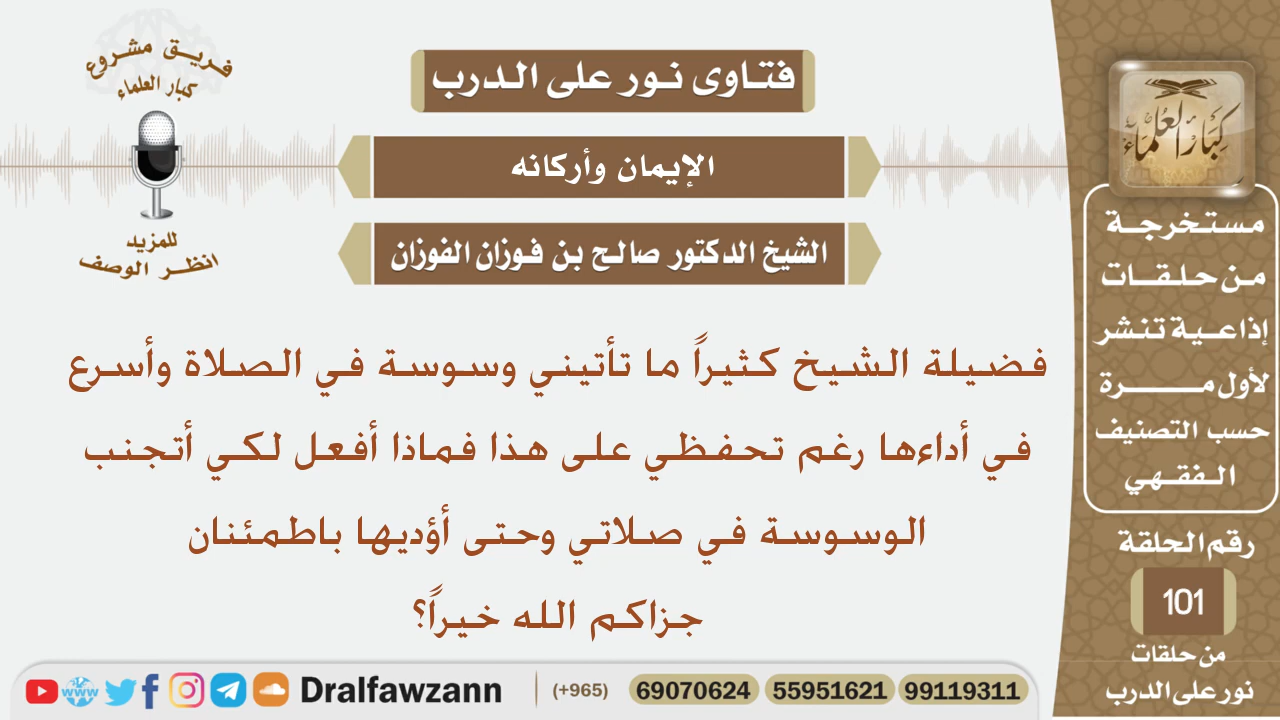 فريق مشروع
كبار العلماء
للمزيد
انظر الوصف
فتاوى نور على الدرب
الإيمان وأركانه
الشيخ الدكتور صالح بن فوزان الفوزان
فضيلة الشيخ كثيراً ما تأتيني وسوسة في الصلاة وأسرع
في أداءها رغم تحفظي على هذا فماذا أفعل لكي أتجنب
الوسوسة في صلاتي وحتى أؤديها باطمئنان
جزاكم الله خيراً؟
كبار العلماء
مستخرجة
من حلقات
إذاعية تنشر
لأول مرة
حسب التصنيف
الفقهي
رقم الحلقة
101
من حلقات
نور على الدرب
www
Dralfawzann
(+965)
69070624
55951621
99119311